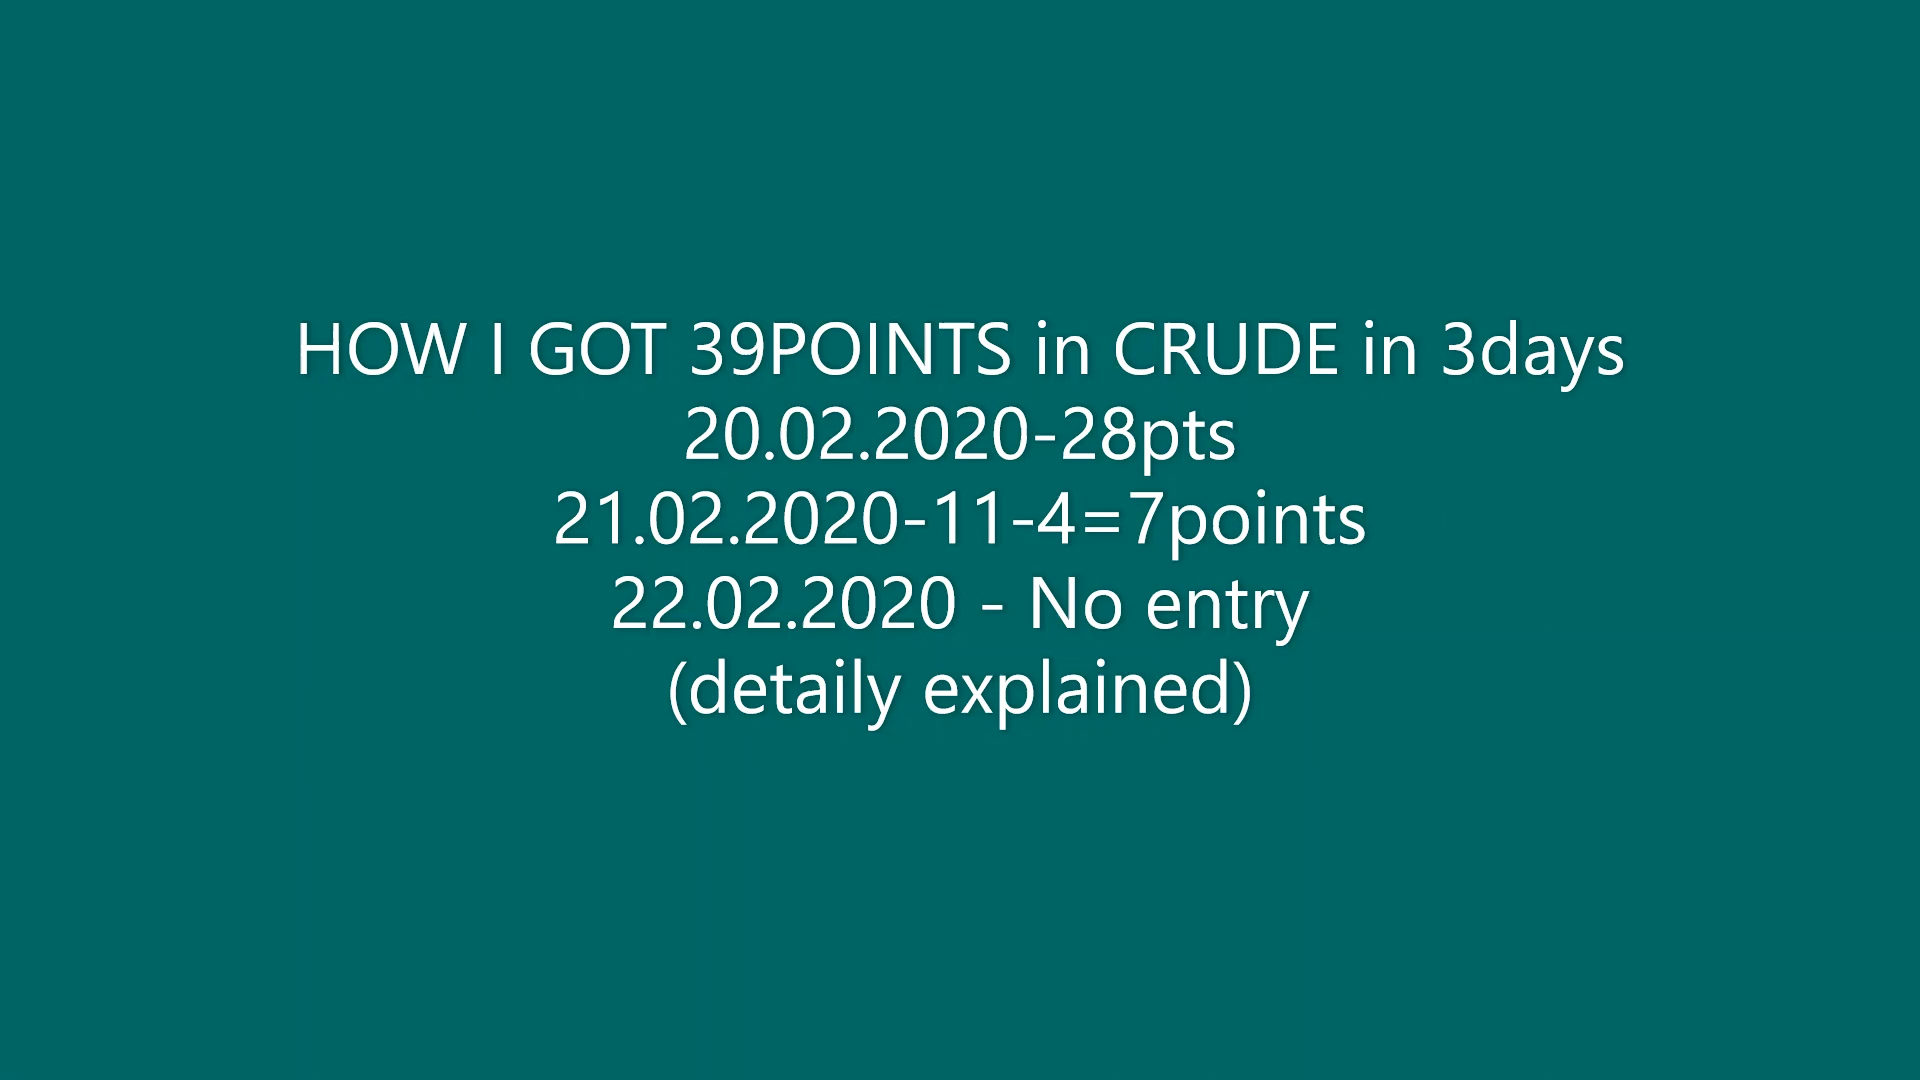 HOW I GOT 39POINTS in CRUDE in 3days
20.02.2020-28pts
21.02.2020-11-4=7points
22.02.2020 - No entry
(detaily explained)